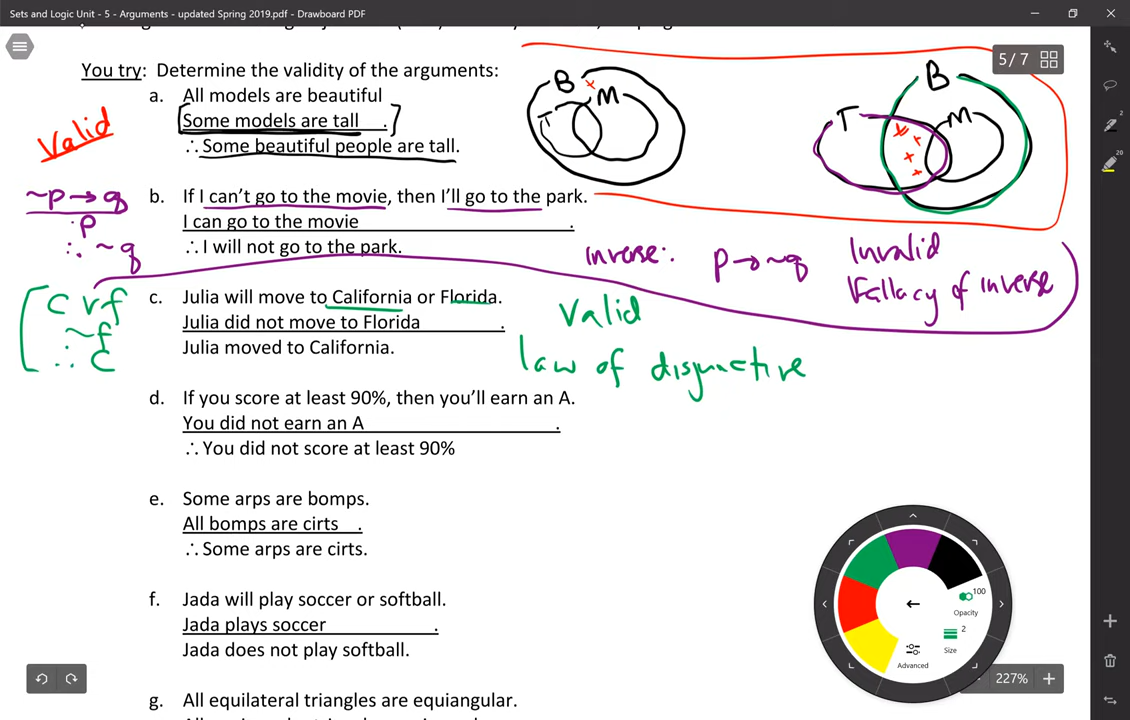 Sets and Logic Unit - 5 - Arguments - updated Spring 2019.pdf - Drawboard PDF
5/7
You try: Determine the validity of the arguments:
a. All models are beautiful
Some models are tall .
∴ Some beautiful people are tall.
Valid
B
M
T
B
T
M
b. If I can't go to the movie, then I'll go to the park.
I can go to the movie .
∴ I will not go to the park.
~p → q
p
∴ ~q
inverse: p → ~q
Invalid
Fallacy of inverse
c. Julia will move to California or Florida.
Julia did not move to Florida .
Julia moved to California.
c v f
~f
∴ c
Valid
law of disjunctive
d. If you score at least 90%, then you'll earn an A.
You did not earn an A .
∴ You did not score at least 90%
e. Some arps are bomps.
All bomps are cirts .
∴ Some arps are cirts.
f. Jada will play soccer or softball.
Jada plays soccer .
Jada does not play softball.
g. All equilateral triangles are equiangular.
100
Opacity
2
Size
Advanced
227%
2
20